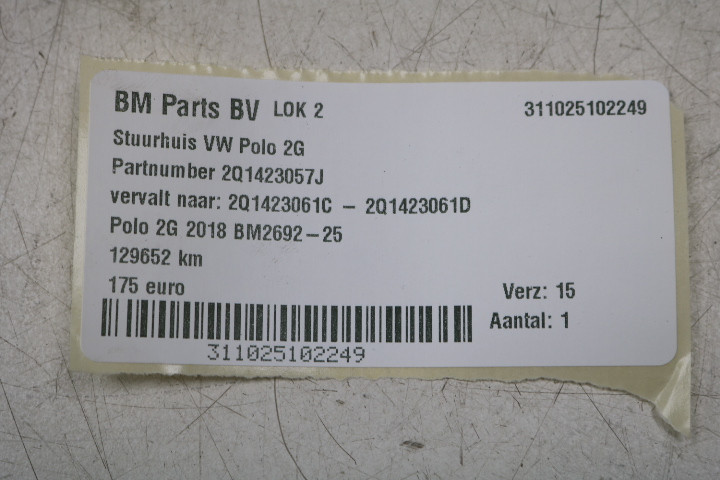 BM Parts BV LOK 2 311025102249
Stuurhuis VW Polo 2G
Partnumber 2Q1423057J
vervalt naar: 2Q1423061C – 2Q1423061D
Polo 2G 2018 BM2692–25
129652 km
175 euro Verz: 15
Aantal: 1
311025102249